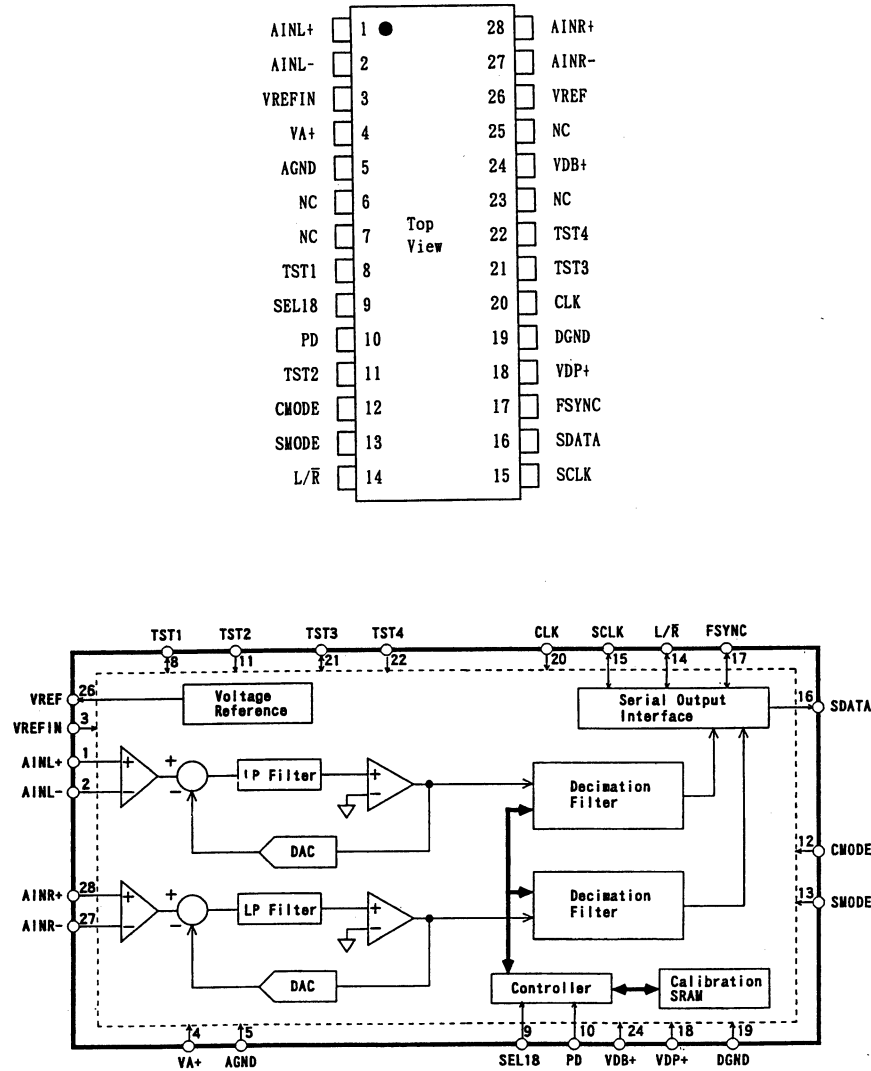 AINL+ 1 28 AINR+
AINL- 2 27 AINR-
VREFIN 3 26 VREF
VA+ 4 25 NC
AGND 5 24 VDB+
NC 6 23 NC
Top
NC 7 22 TST4
View
TST1 8 21 TST3
SEL18 9 20 CLK
PD 10 19 DGND
TST2 11 18 VDP+
CMODE 12 17 FSYNC
SMODE 13 16 SDATA
L/R̅ 14 15 SCLK
TST1 TST2 TST3 TST4 CLK SCLK L/R̅ FSYNC
8 11 21 22 20 15 14 17
VREF 26
Voltage
Reference
Serial Output
Interface
16 SDATA
VREFIN 3
AINL+ 1
+ + LP Filter +
Decimation
Filter
AINL- 2
- - -
DAC
12 CMODE
AINR+ 28
+ + LP Filter +
Decimation
Filter
13 SMODE
AINR- 27
- - -
DAC
Controller
Calibration
SRAM
4 5 9 10 24 18 19
VA+ AGND SEL18 PD VDB+ VDP+ DGND